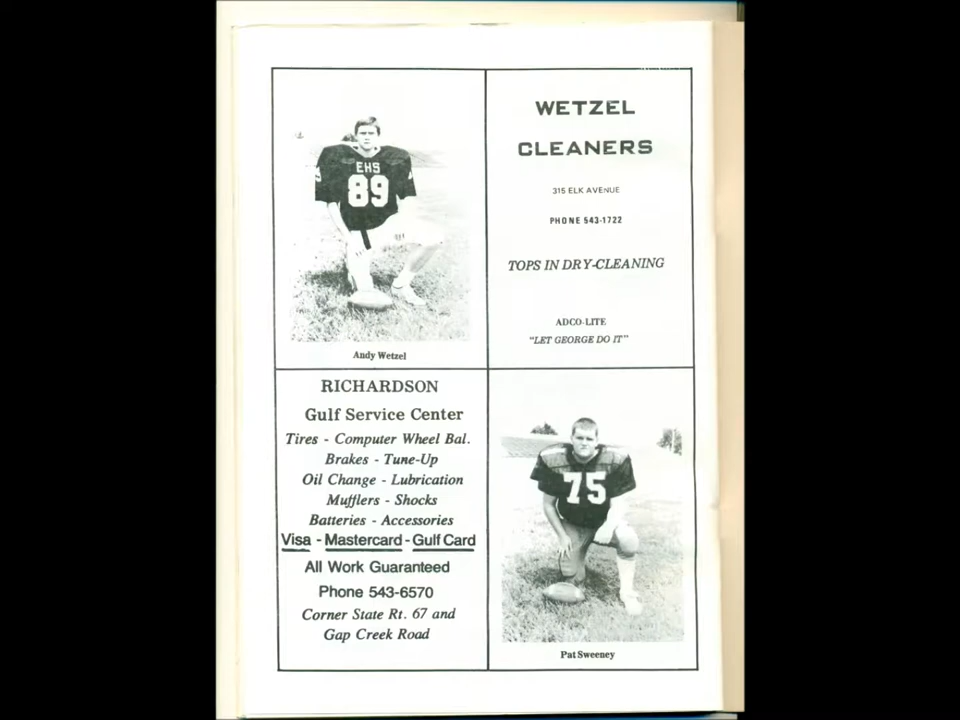 EHS
89
Andy Wetzel
WETZEL
CLEANERS
315 ELK AVENUE
PHONE 543-1722
TOPS IN DRY-CLEANING
ADCO-LITE
"LET GEORGE DO IT"
RICHARDSON
Gulf Service Center
Tires - Computer Wheel Bal.
Brakes - Tune-Up
Oil Change - Lubrication
Mufflers - Shocks
Batteries - Accessories
Visa - Mastercard - Gulf Card
All Work Guaranteed
Phone 543-6570
Corner State Rt. 67 and
Gap Creek Road
75
Pat Sweeney